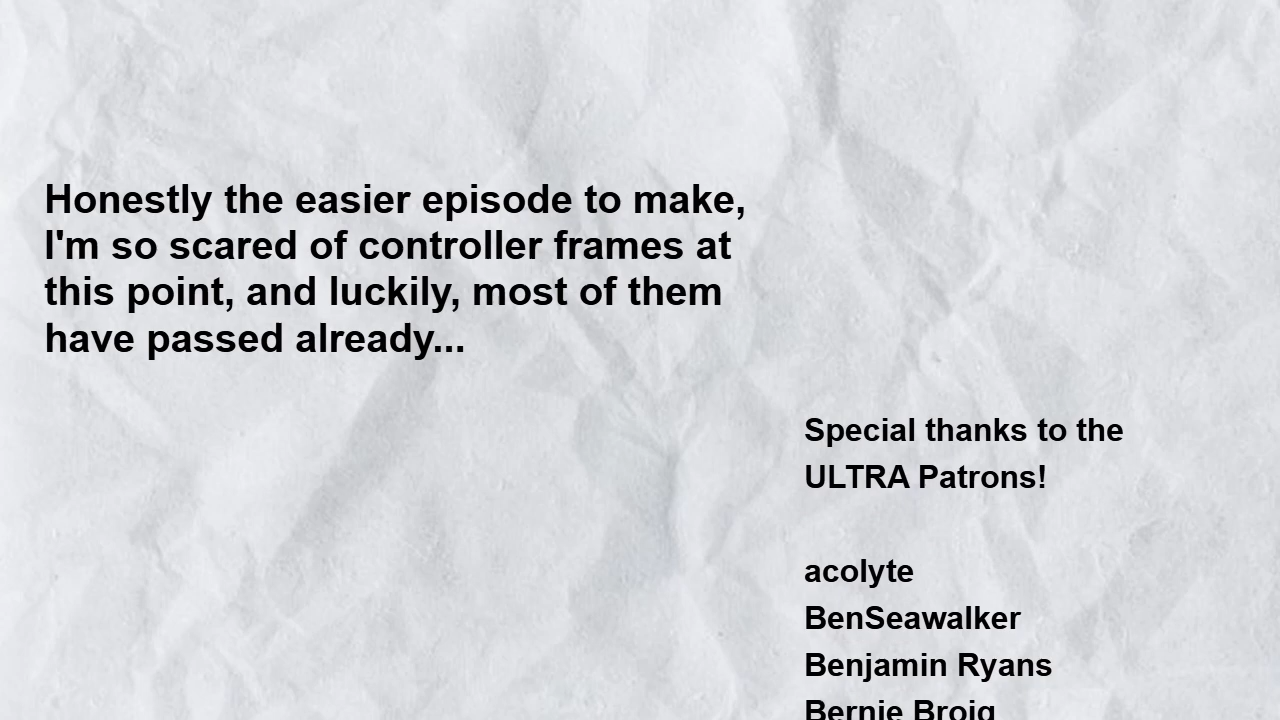 Honestly the easier episode to make,
I'm so scared of controller frames at
this point, and luckily, most of them
have passed already...
Special thanks to the
ULTRA Patrons!
acolyte
BenSeawalker
Benjamin Ryans
Bernie